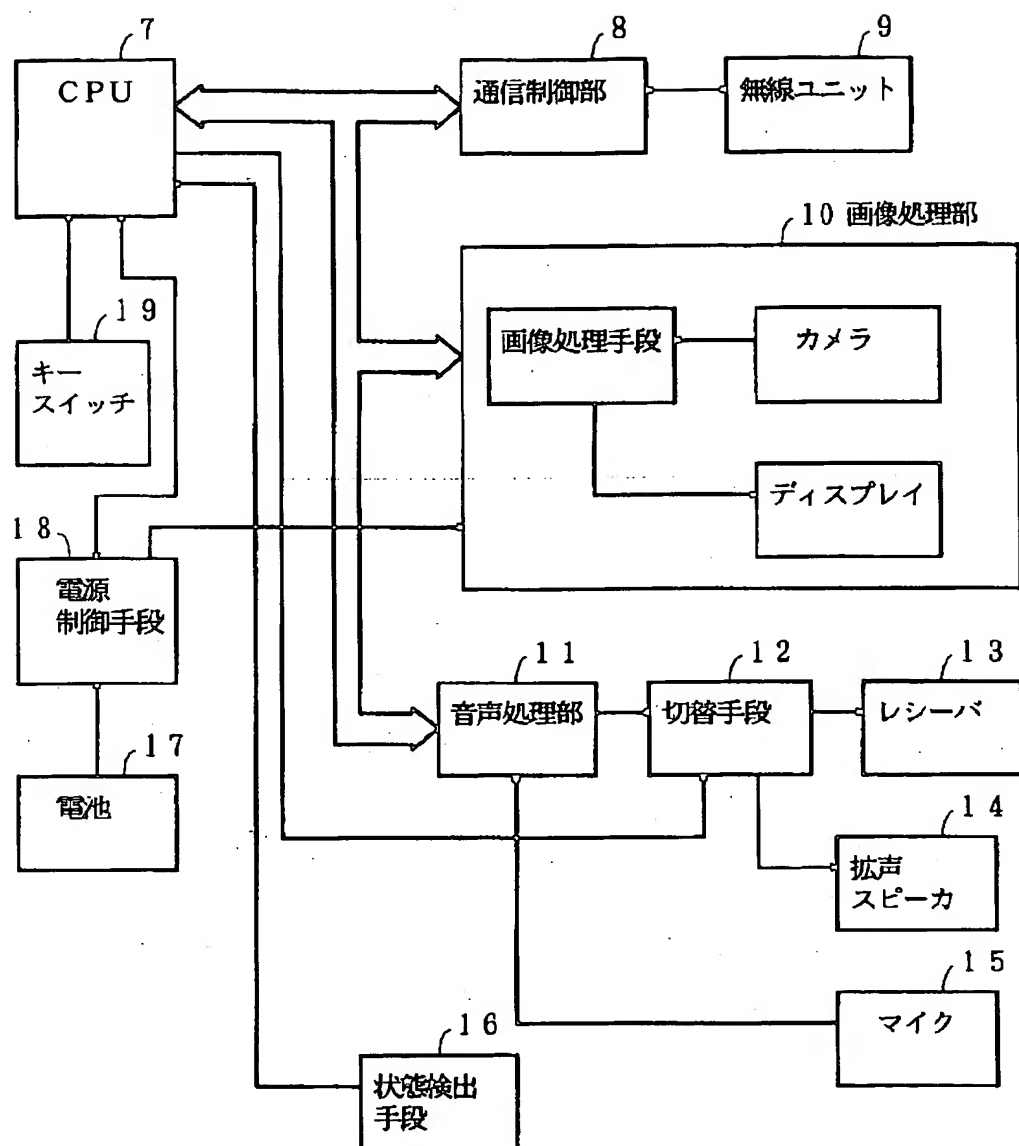 7
CPU
8
通信制御部
9
無線ユニット
10 画像処理部
画像処理手段
カメラ
ディスプレイ
19
キー
スイッチ
18
電源
制御手段
17
電池
11
音声処理部
12
切替手段
13
レシーバ
14
拡声
スピーカ
15
マイク
16
状態検出
手段